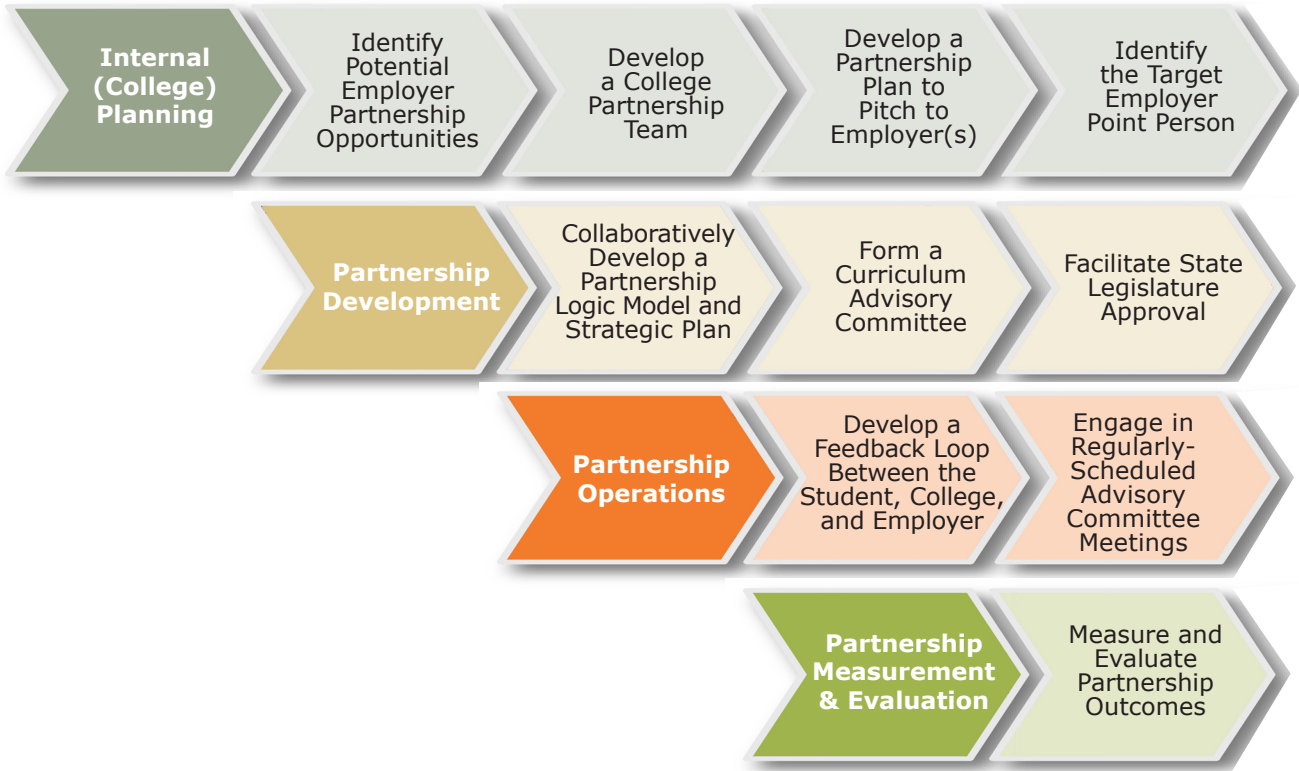 Internal
(College)
Planning
Identify
Potential
Employer
Partnership
Opportunities
Develop
a College
Partnership
Team
Develop a
Partnership
Plan to
Pitch to
Employer(s)
Identify
the Target
Employer
Point Person
Partnership
Development
Collaboratively
Develop a
Partnership
Logic Model and
Strategic Plan
Form a
Curriculum
Advisory
Committee
Facilitate State
Legislature
Approval
Partnership
Operations
Develop a
Feedback Loop
Between the
Student, College,
and Employer
Engage in
Regularly-
Scheduled
Advisory
Committee
Meetings
Partnership
Measurement
& Evaluation
Measure and
Evaluate
Partnership
Outcomes